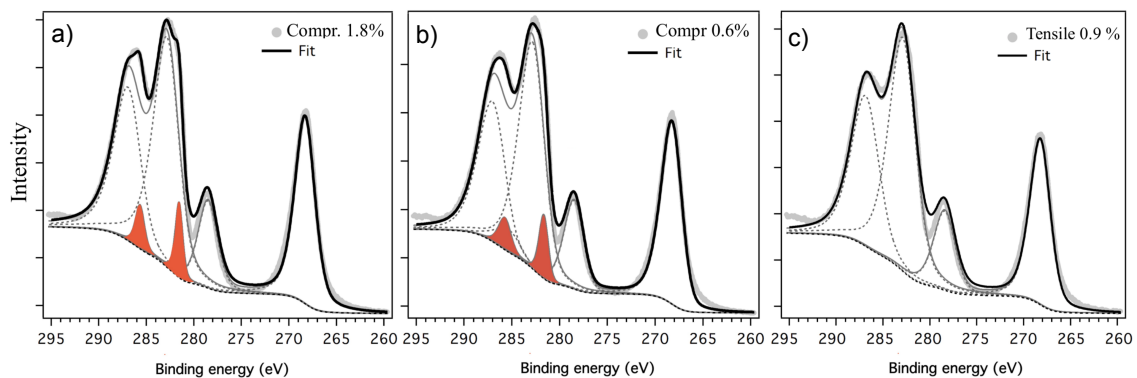 a)
Compr. 1.8%
Fit
Intensity
295 290 285 280 275 270 265 260
Binding energy (eV)
b)
Compr 0.6%
Fit
295 290 285 280 275 270 265 260
Binding energy (eV)
c)
Tensile 0.9 %
Fit
295 290 285 280 275 270 265 260
Binding energy (eV)